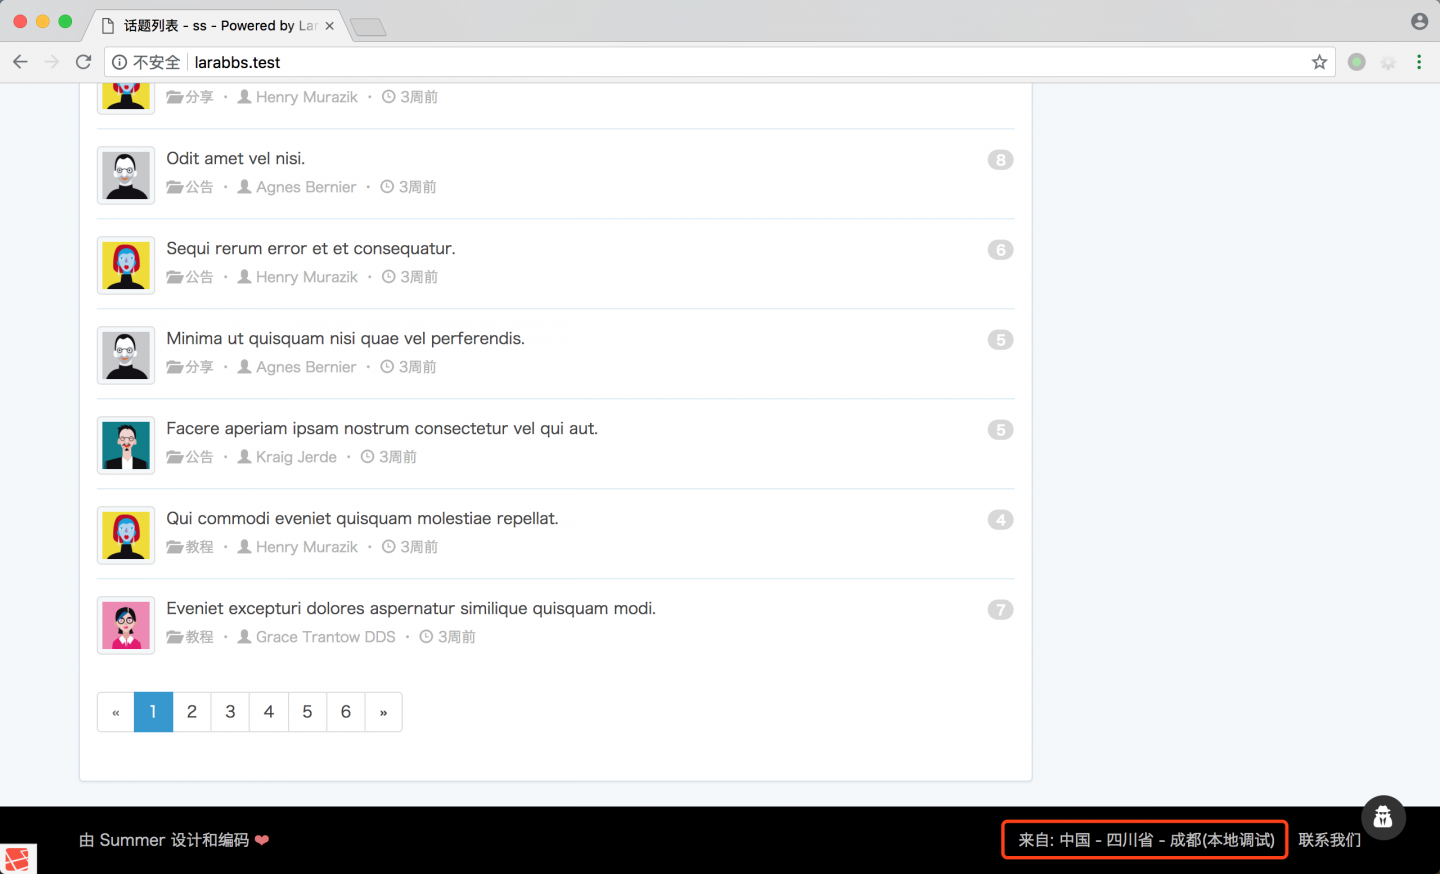 话题列表 - ss - Powered by Lar
不安全 larabbs.test
分享 · Henry Murazik · 3周前
Odit amet vel nisi.
8
公告 · Agnes Bernier · 3周前
Sequi rerum error et et consequatur.
6
公告 · Henry Murazik · 3周前
Minima ut quisquam nisi quae vel perferendis.
5
分享 · Agnes Bernier · 3周前
Facere aperiam ipsam nostrum consectetur vel qui aut.
5
公告 · Kraig Jerde · 3周前
Qui commodi eveniet quisquam molestiae repellat.
4
教程 · Henry Murazik · 3周前
Eveniet excepturi dolores aspernatur similique quisquam modi.
7
教程 · Grace Trantow DDS · 3周前
« 1 2 3 4 5 6 »
由 Summer 设计和编码 ❤
来自: 中国 - 四川省 - 成都(本地调试) 联系我们